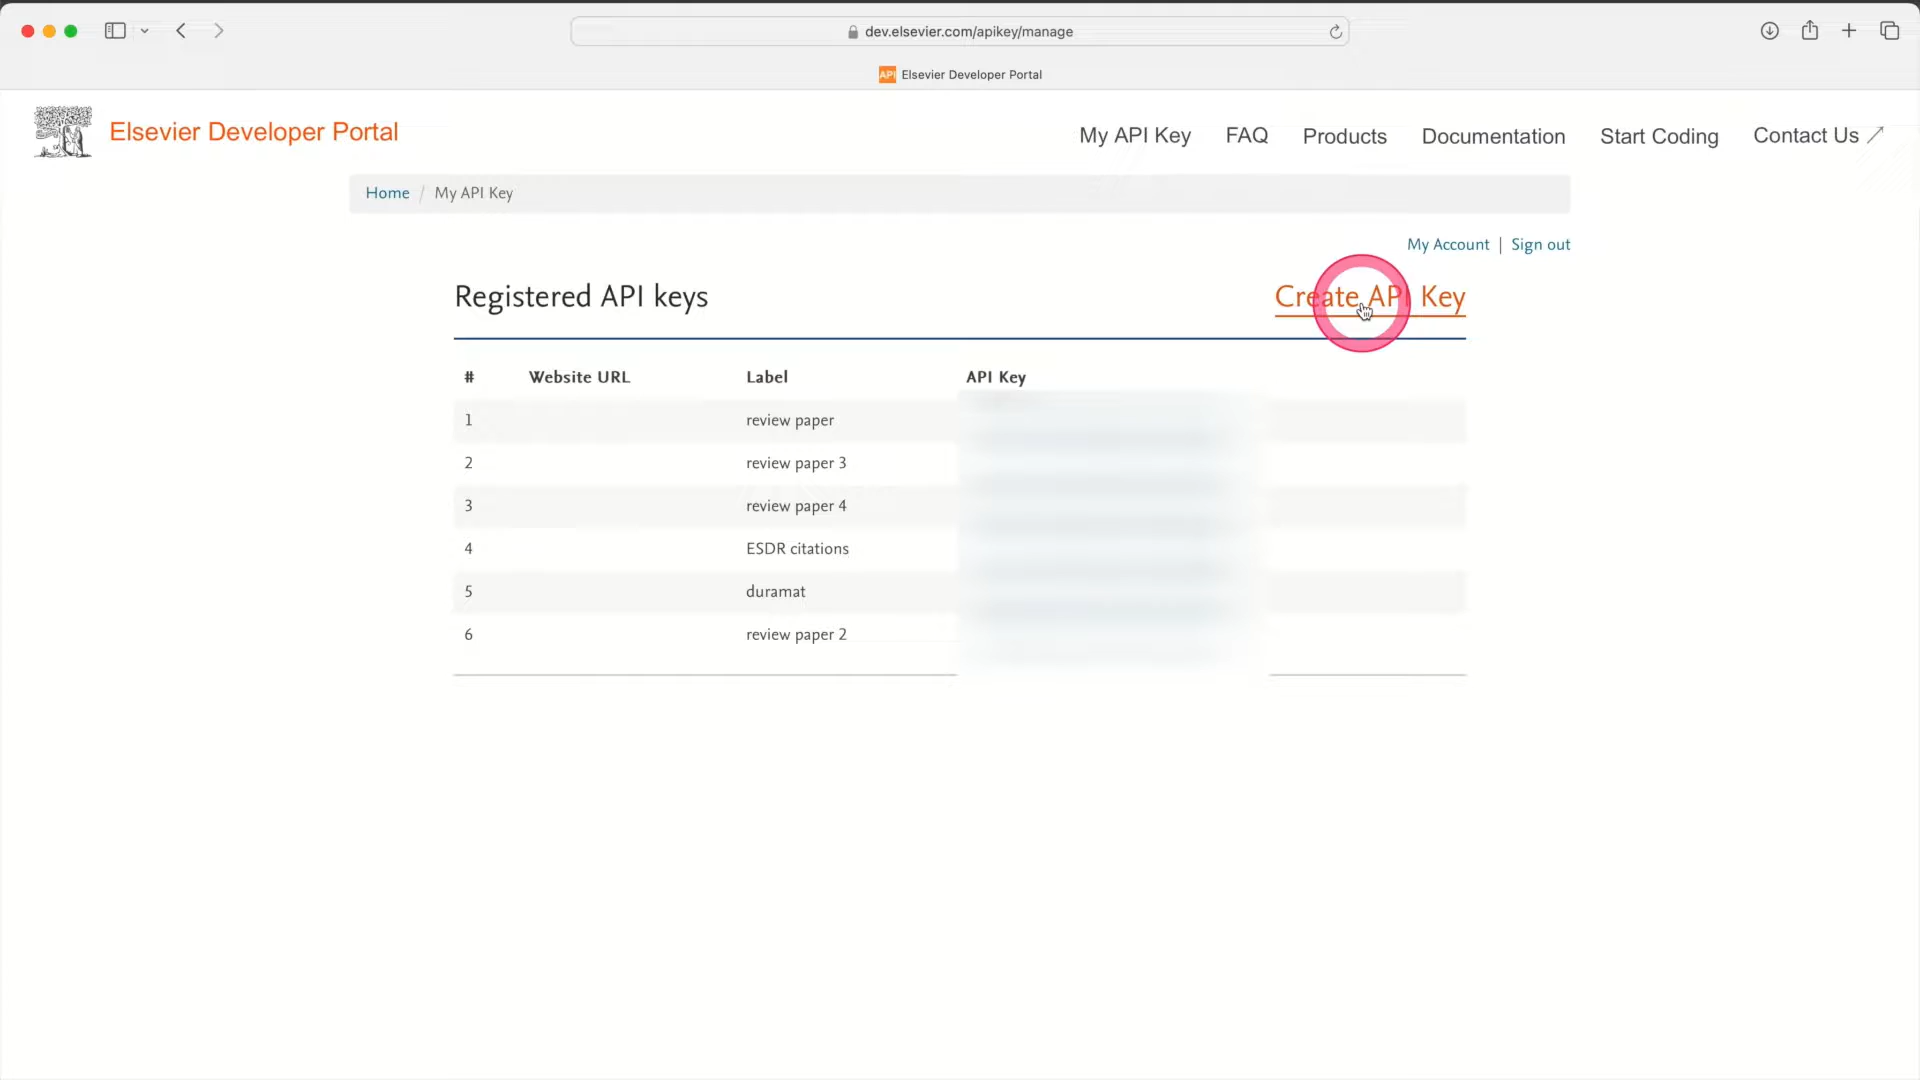 dev.elsevier.com/apikey/manage
API Elsevier Developer Portal
Elsevier Developer Portal
My API Key FAQ Products Documentation Start Coding Contact Us
Home / My API Key
My Account | Sign out
Registered API keys
Create API Key
# Website URL Label API Key
1 review paper
2 review paper 3
3 review paper 4
4 ESDR citations
5 duramat
6 review paper 2